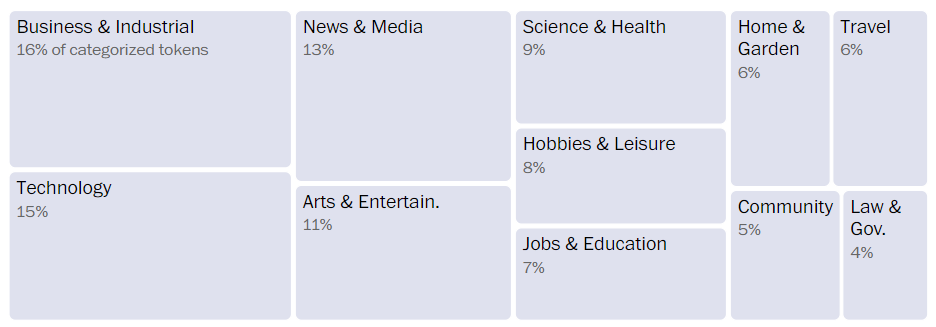 Business & Industrial
16% of categorized tokens
Technology
15%
News & Media
13%
Arts & Entertain.
11%
Science & Health
9%
Hobbies & Leisure
8%
Jobs & Education
7%
Home &
Garden
6%
Travel
6%
Community
5%
Law &
Gov.
4%